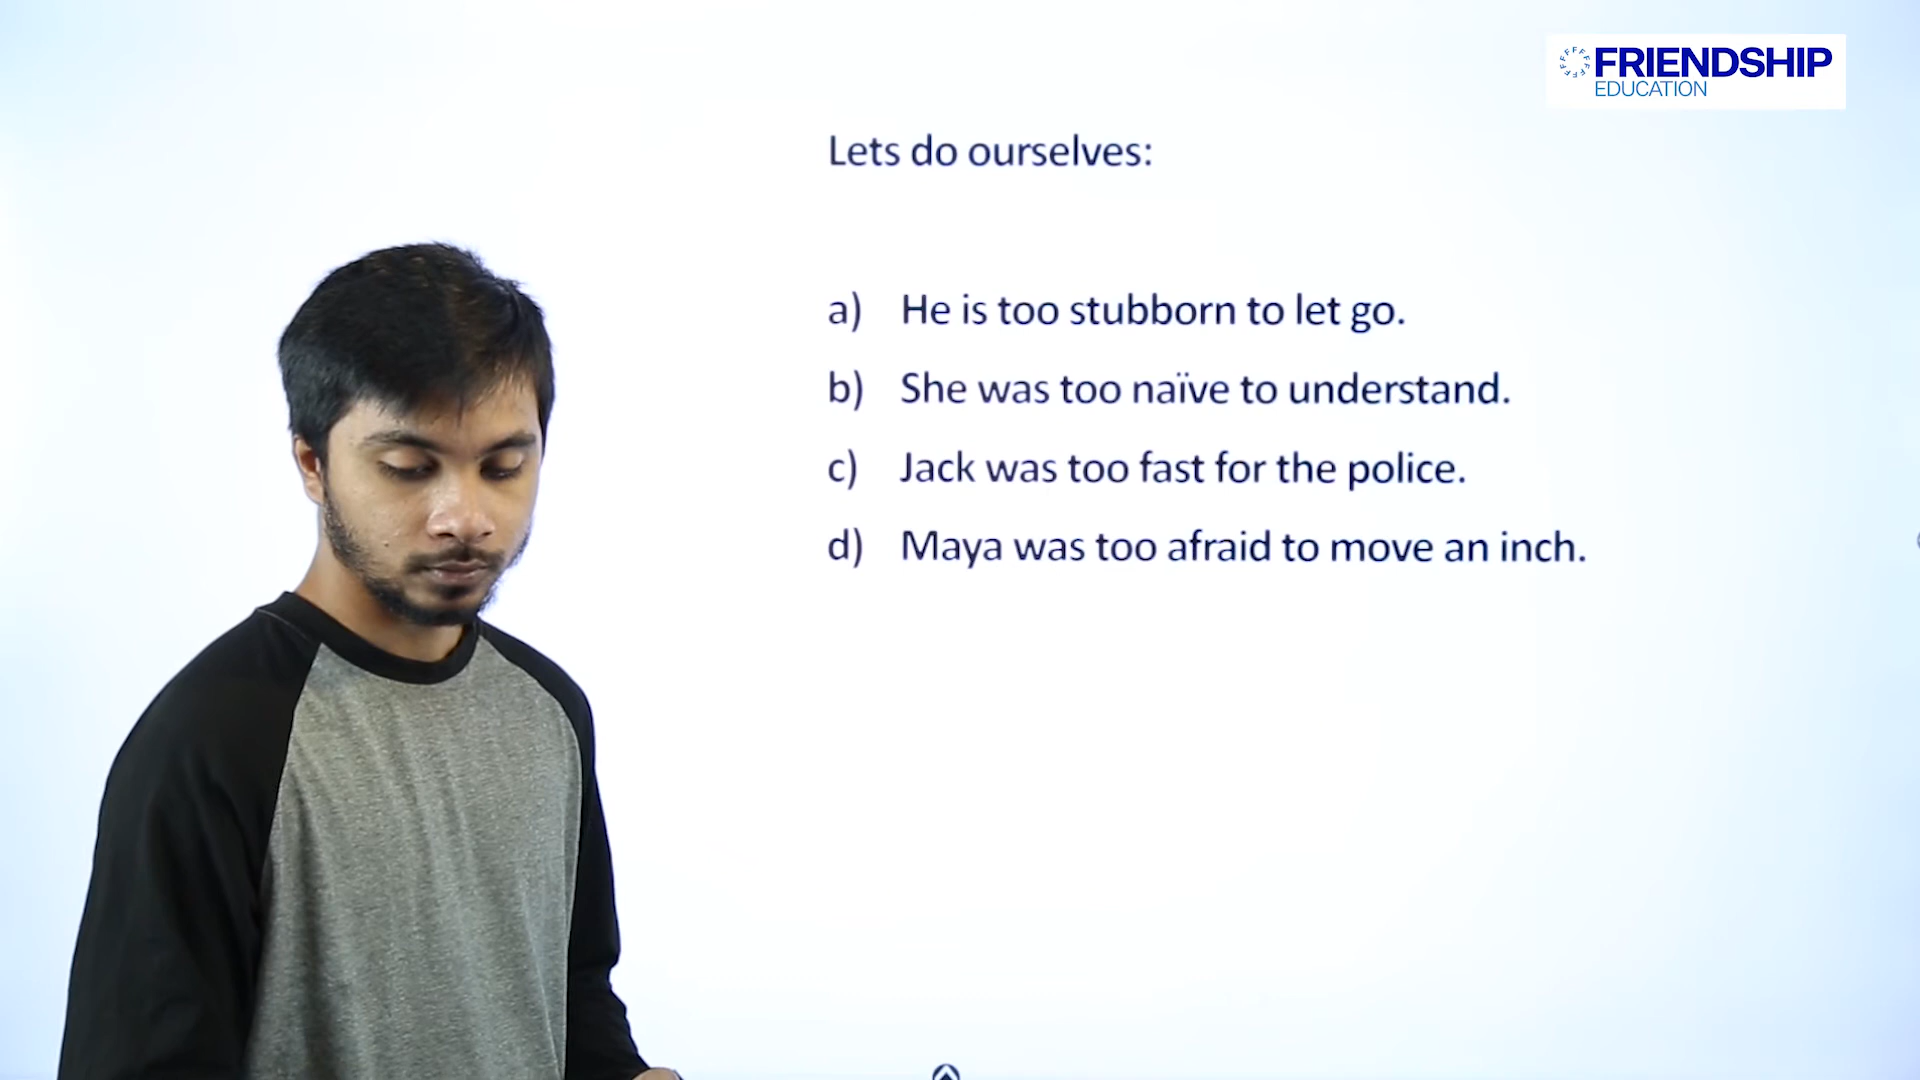 FRIENDSHIP
EDUCATION
Lets do ourselves:
a) He is too stubborn to let go.
b) She was too naïve to understand.
c) Jack was too fast for the police.
d) Maya was too afraid to move an inch.